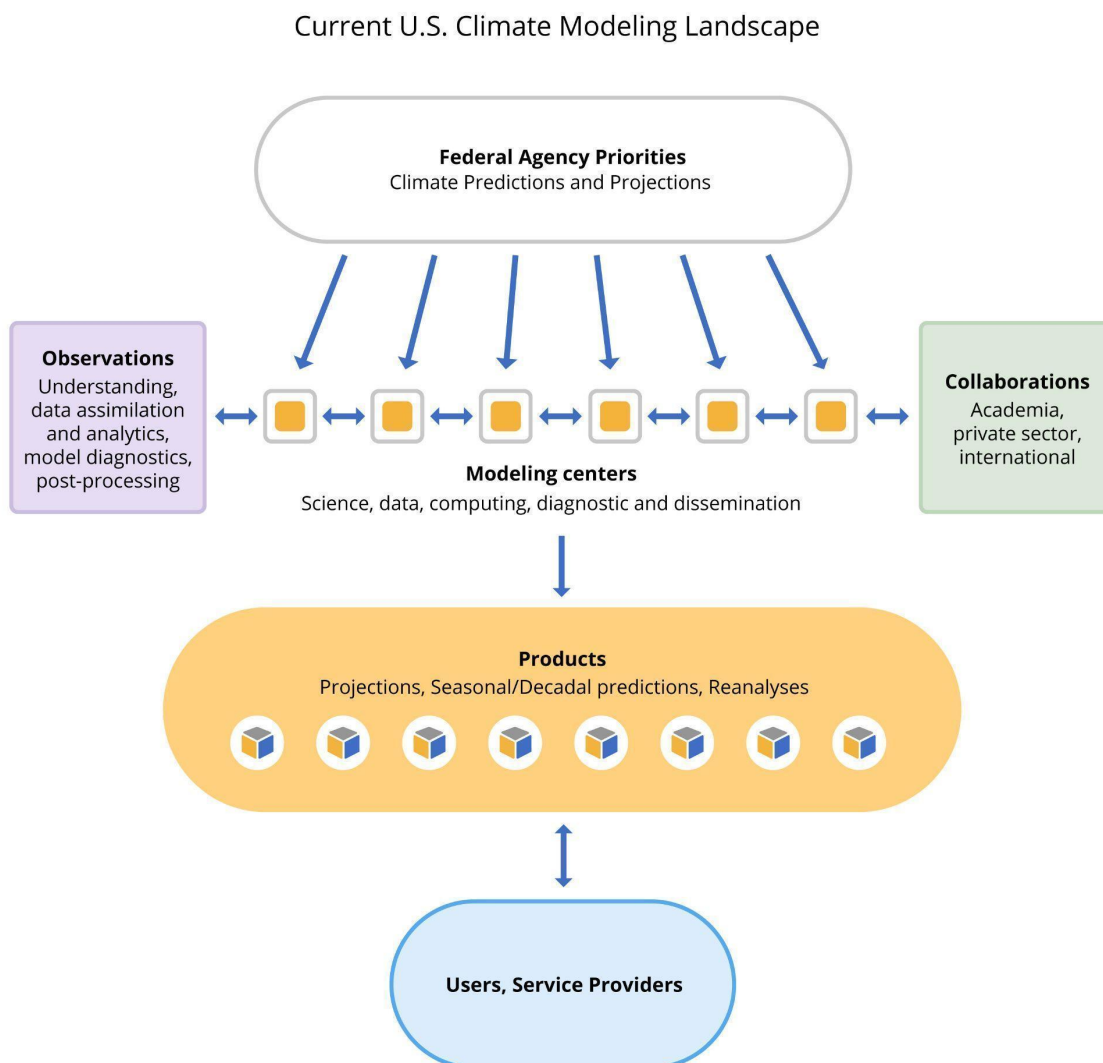 Current U.S. Climate Modeling Landscape
Federal Agency Priorities
Climate Predictions and Projections
Observations
Understanding,
data assimilation
and analytics,
model diagnostics,
post-processing
Collaborations
Academia,
private sector,
international
Modeling centers
Science, data, computing, diagnostic and dissemination
Products
Projections, Seasonal/Decadal predictions, Reanalyses
Users, Service Providers